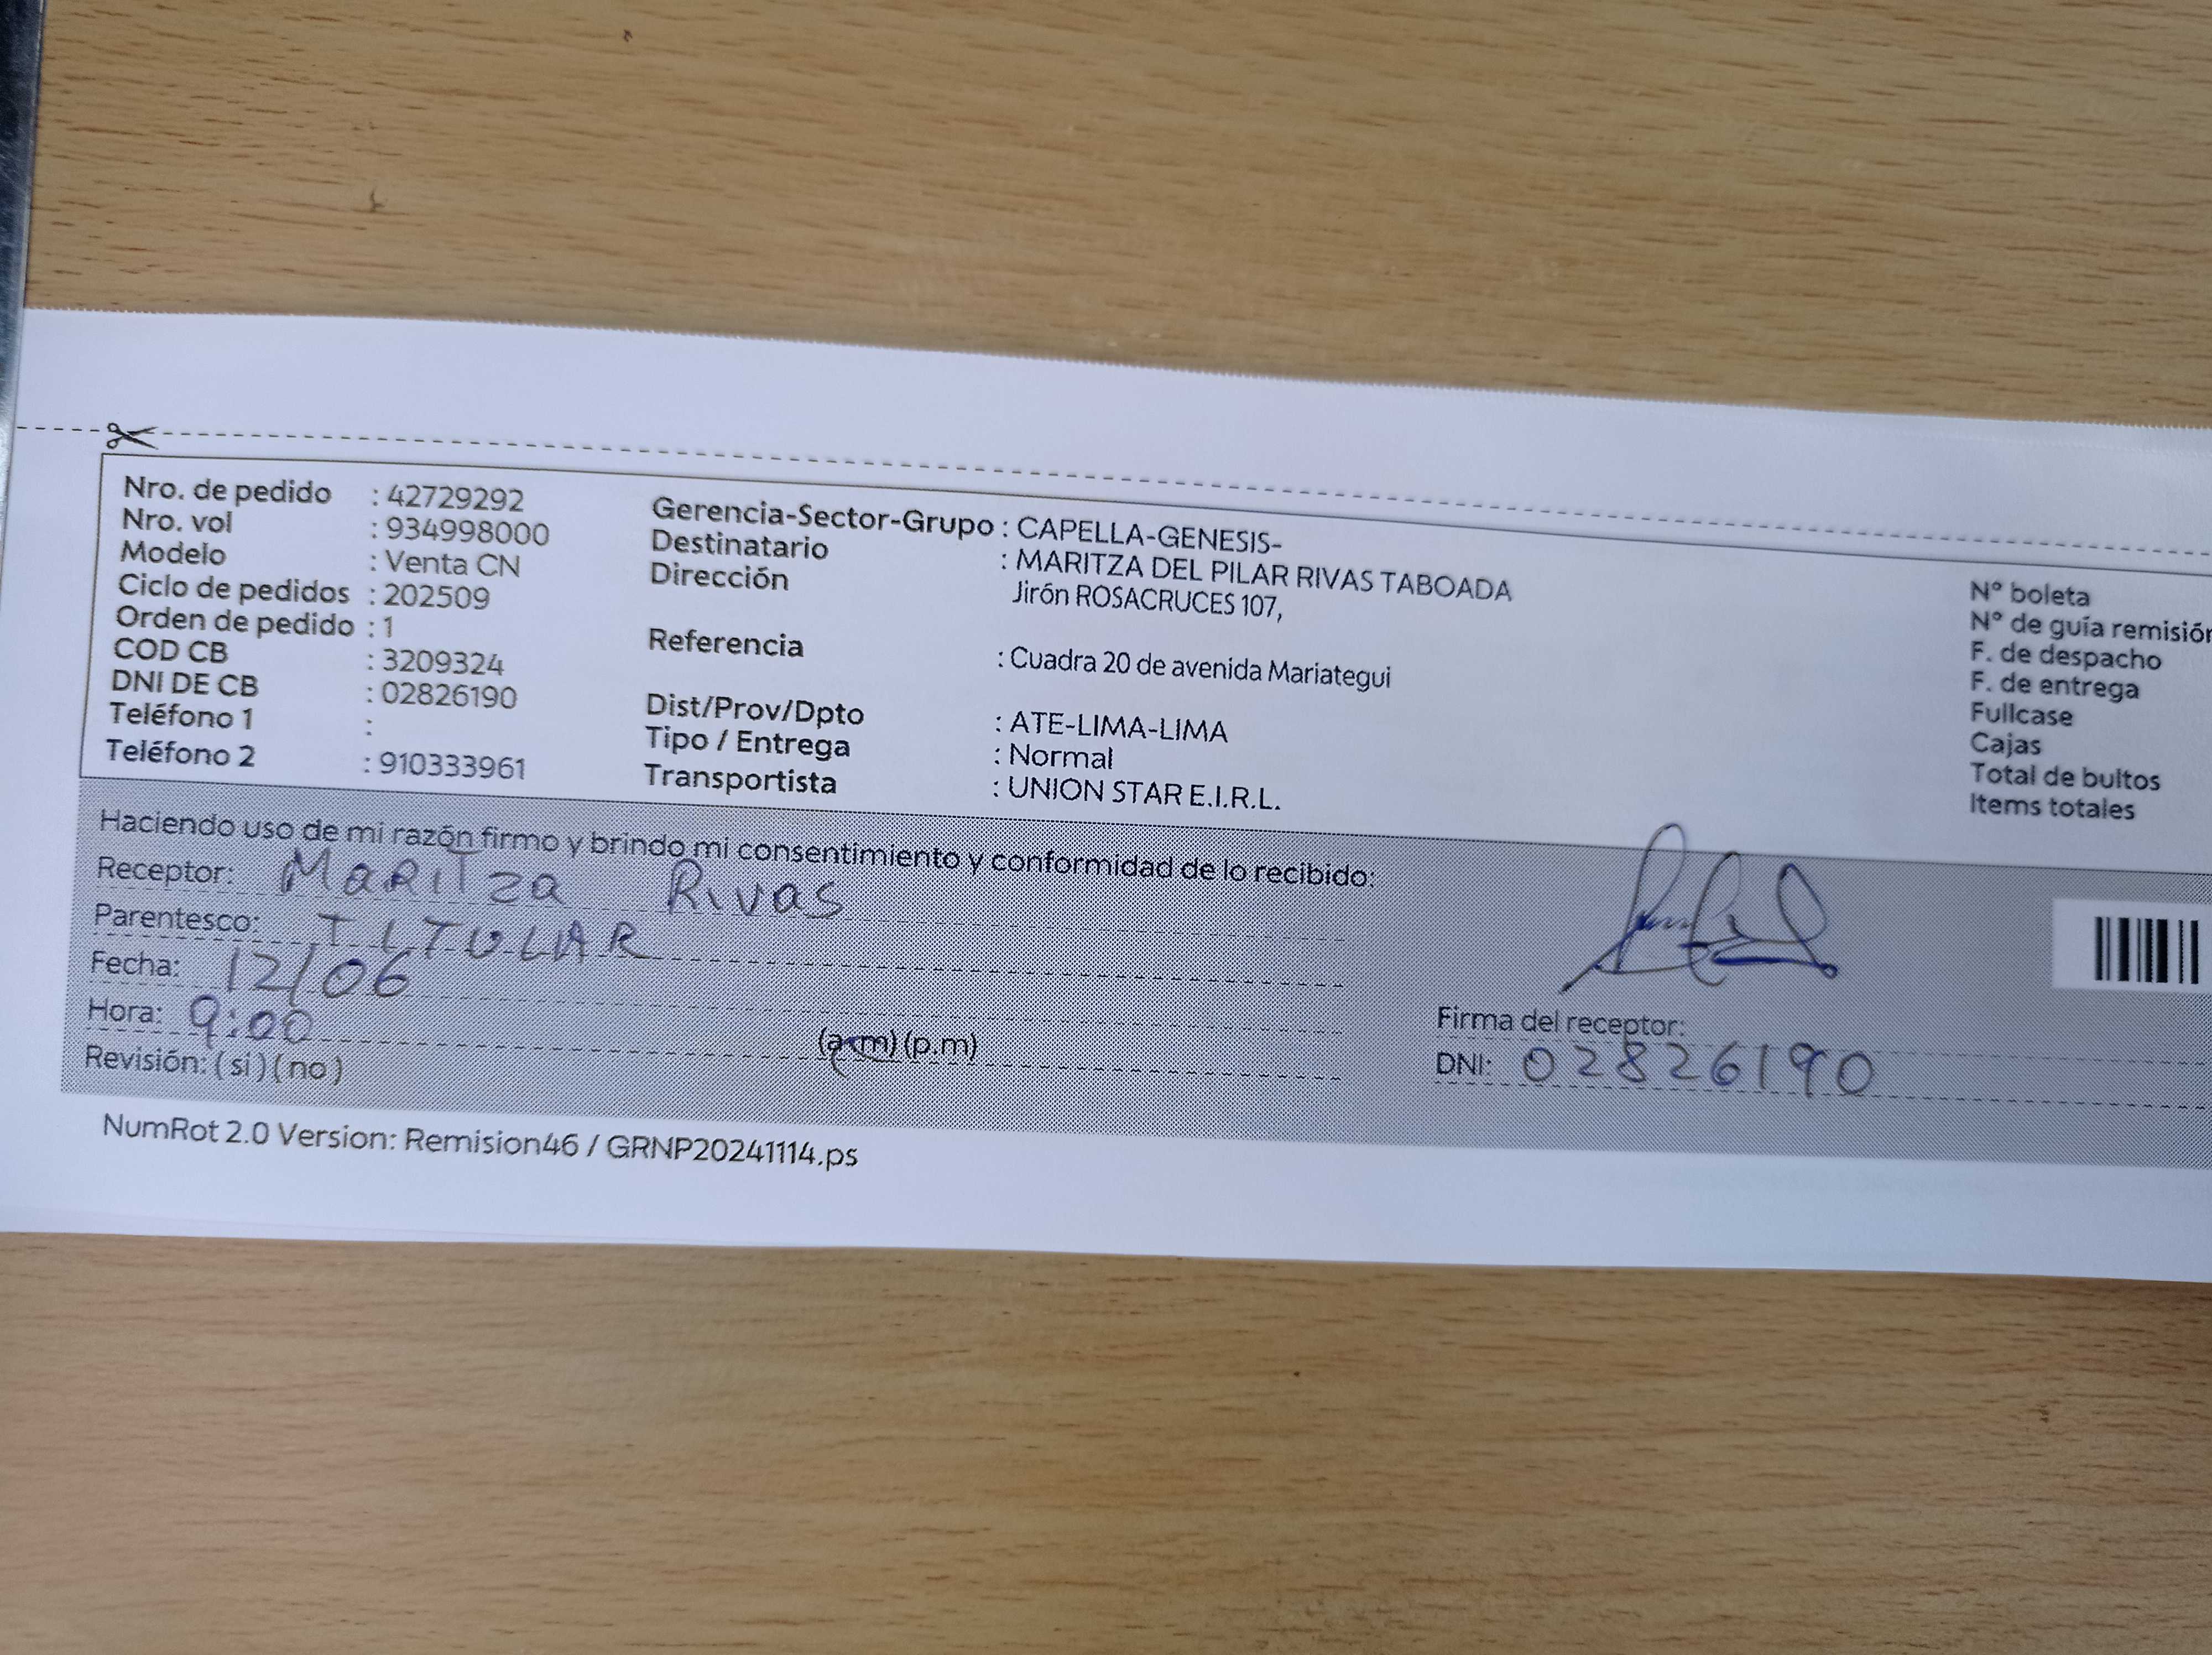 Nro. de pedido : 42729292
Nro. vol : 934998000
Modelo : Venta CN
Ciclo de pedidos : 202509
Orden de pedido : 1
COD CB : 3209324
DNI DE CB : 02826190
Teléfono 1 :
Teléfono 2 : 910333961
Gerencia-Sector-Grupo : CAPELLA-GENESIS-
Destinatario : MARITZA DEL PILAR RIVAS TABOADA
Dirección Jirón ROSACRUCES 107,
Referencia : Cuadra 20 de avenida Mariategui
Dist/Prov/Dpto : ATE-LIMA-LIMA
Tipo / Entrega : Normal
Transportista : UNION STAR E.I.R.L.
N° boleta
N° de guía remisión
F. de despacho
F. de entrega
Fullcase
Cajas
Total de bultos
Items totales
Haciendo uso de mi razón firmo y brindo mi consentimiento y conformidad de lo recibido:
Receptor: MaRITza Rivas
Parentesco: TITULAR
Fecha: 12/06
Hora: 9:00 (a.m) (p.m)
Revisión: (si) (no)
Firma del receptor:
DNI: 02826190
NumRot 2.0 Version: Remision46 / GRNP20241114.ps